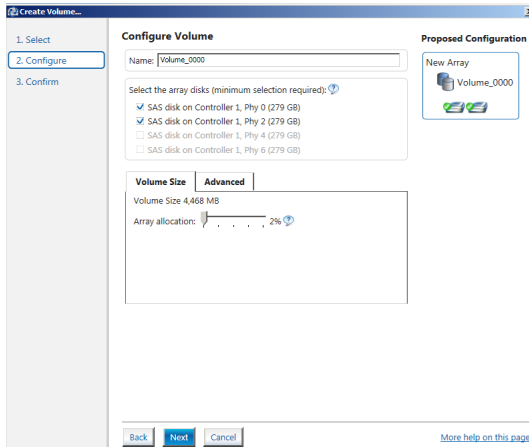 Create Volume...
1. Select
2. Configure
3. Confirm
Configure Volume
Name: Volume_0000
Select the array disks (minimum selection required):
SAS disk on Controller 1, Phy 0 (279 GB)
SAS disk on Controller 1, Phy 2 (279 GB)
SAS disk on Controller 1, Phy 4 (279 GB)
SAS disk on Controller 1, Phy 6 (279 GB)
Volume Size Advanced
Volume Size 4,468 MB
Array allocation: 2%
Proposed Configuration
New Array
Volume_0000
Back Next Cancel
More help on this page